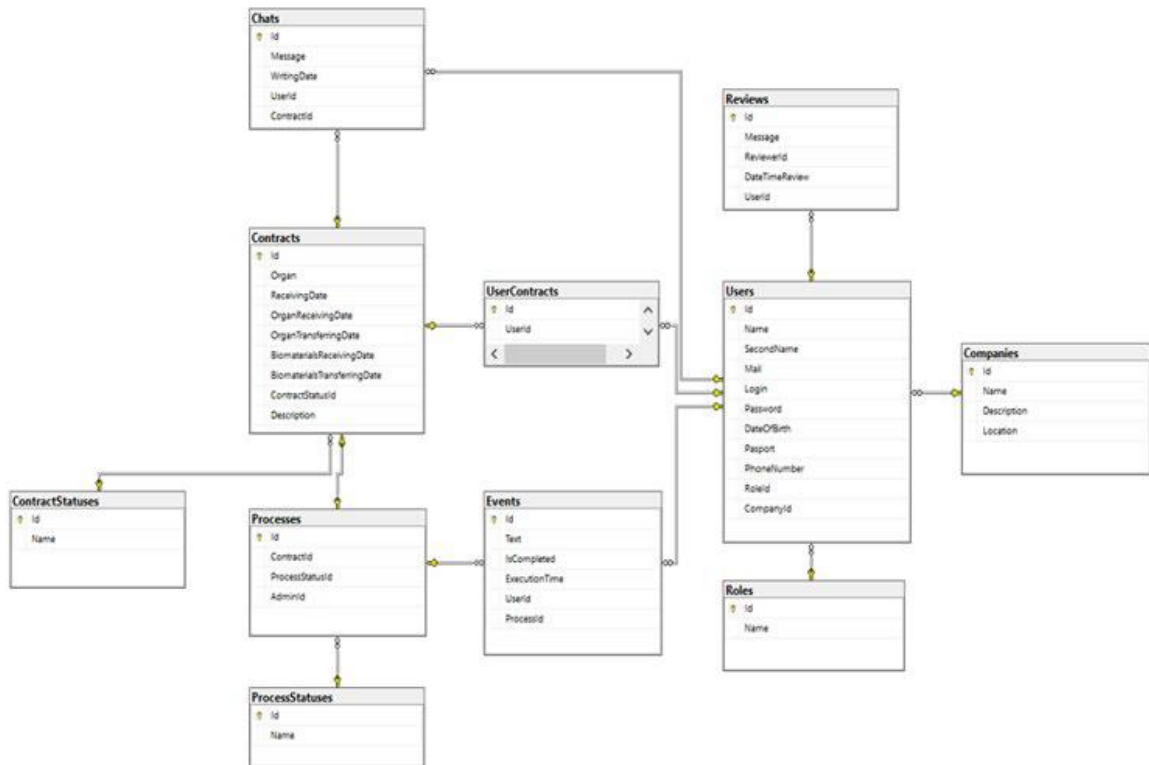 Chats
Id
Message
WritingDate
UserId
ContractId
Reviews
Id
Message
ReviewerId
DateTimeReview
UserId
Contracts
Id
Organ
ReceivingDate
OrganReceivingDate
OrganTransferringDate
BiomaterialsReceivingDate
BiomaterialsTransferringDate
ContractStatusId
Description
UserContracts
Id
UserId
Users
Id
Name
SecondName
Mail
Login
Password
DateOfBirth
Pasport
PhoneNumber
RoleId
CompanyId
Companies
Id
Name
Description
Location
ContractStatuses
Id
Name
Processes
Id
ContractId
ProcessStatusId
AdminId
Events
Id
Text
IsCompleted
ExecutionTime
UserId
ProcessId
Roles
Id
Name
ProcessStatuses
Id
Name